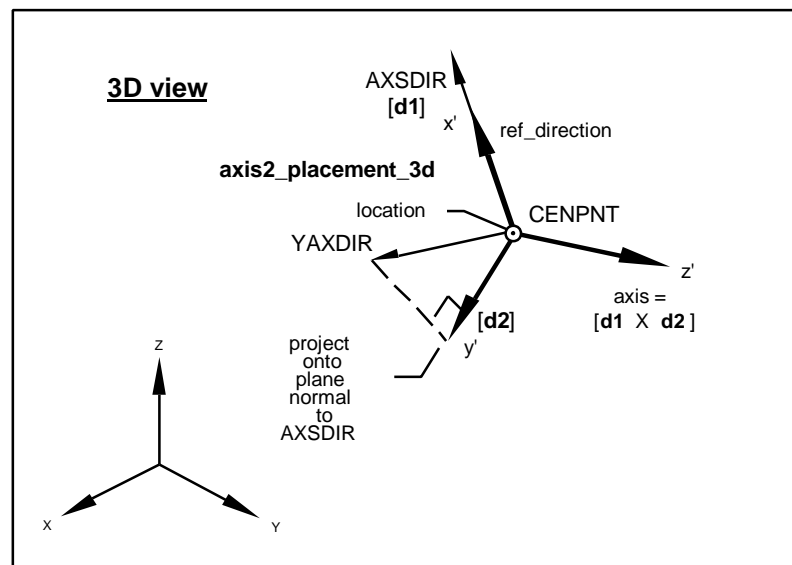 3D view
AXSDIR
[d1]
x'
ref_direction
axis2_placement_3d
location
CENPNT
YAXDIR
z'
axis =
[d1 X d2 ]
[d2]
y'
project
onto
plane
normal
to
AXSDIR
Z
X
Y